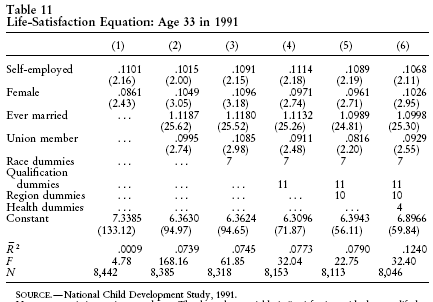 Table 11
Life-Satisfaction Equation: Age 33 in 1991
(1) (2) (3) (4) (5) (6)
Self-employed .1101 .1015 .1091 .1114 .1089 .1068
(2.16) (2.00) (2.15) (2.18) (2.19) (2.11)
Female .0861 .1049 .1096 .0971 .0961 .1026
(2.43) (3.05) (3.18) (2.74) (2.71) (2.95)
Ever married ... 1.1187 1.1180 1.1132 1.0989 1.0998
(25.62) (25.52) (25.26) (24.81) (25.30)
Union member ... .0995 .1085 .0911 .0816 .0929
(2.74) (2.98) (2.48) (2.20) (2.55)
Race dummies ... ... 7 7 7 7
Qualification
dummies ... ... ... 11 11 11
Region dummies ... ... ... ... 10 10
Health dummies ... ... ... ... ... 4
Constant 7.3385 6.3630 6.3624 6.3096 6.3943 6.8966
(133.12) (94.97) (94.65) (71.87) (56.11) (59.84)
R̄² .0009 .0739 .0745 .0773 .0790 .1240
F 4.78 168.16 61.85 32.04 22.75 32.40
N 8,442 8,385 8,318 8,153 8,113 8,046
SOURCE.—National Child Development Study, 1991.